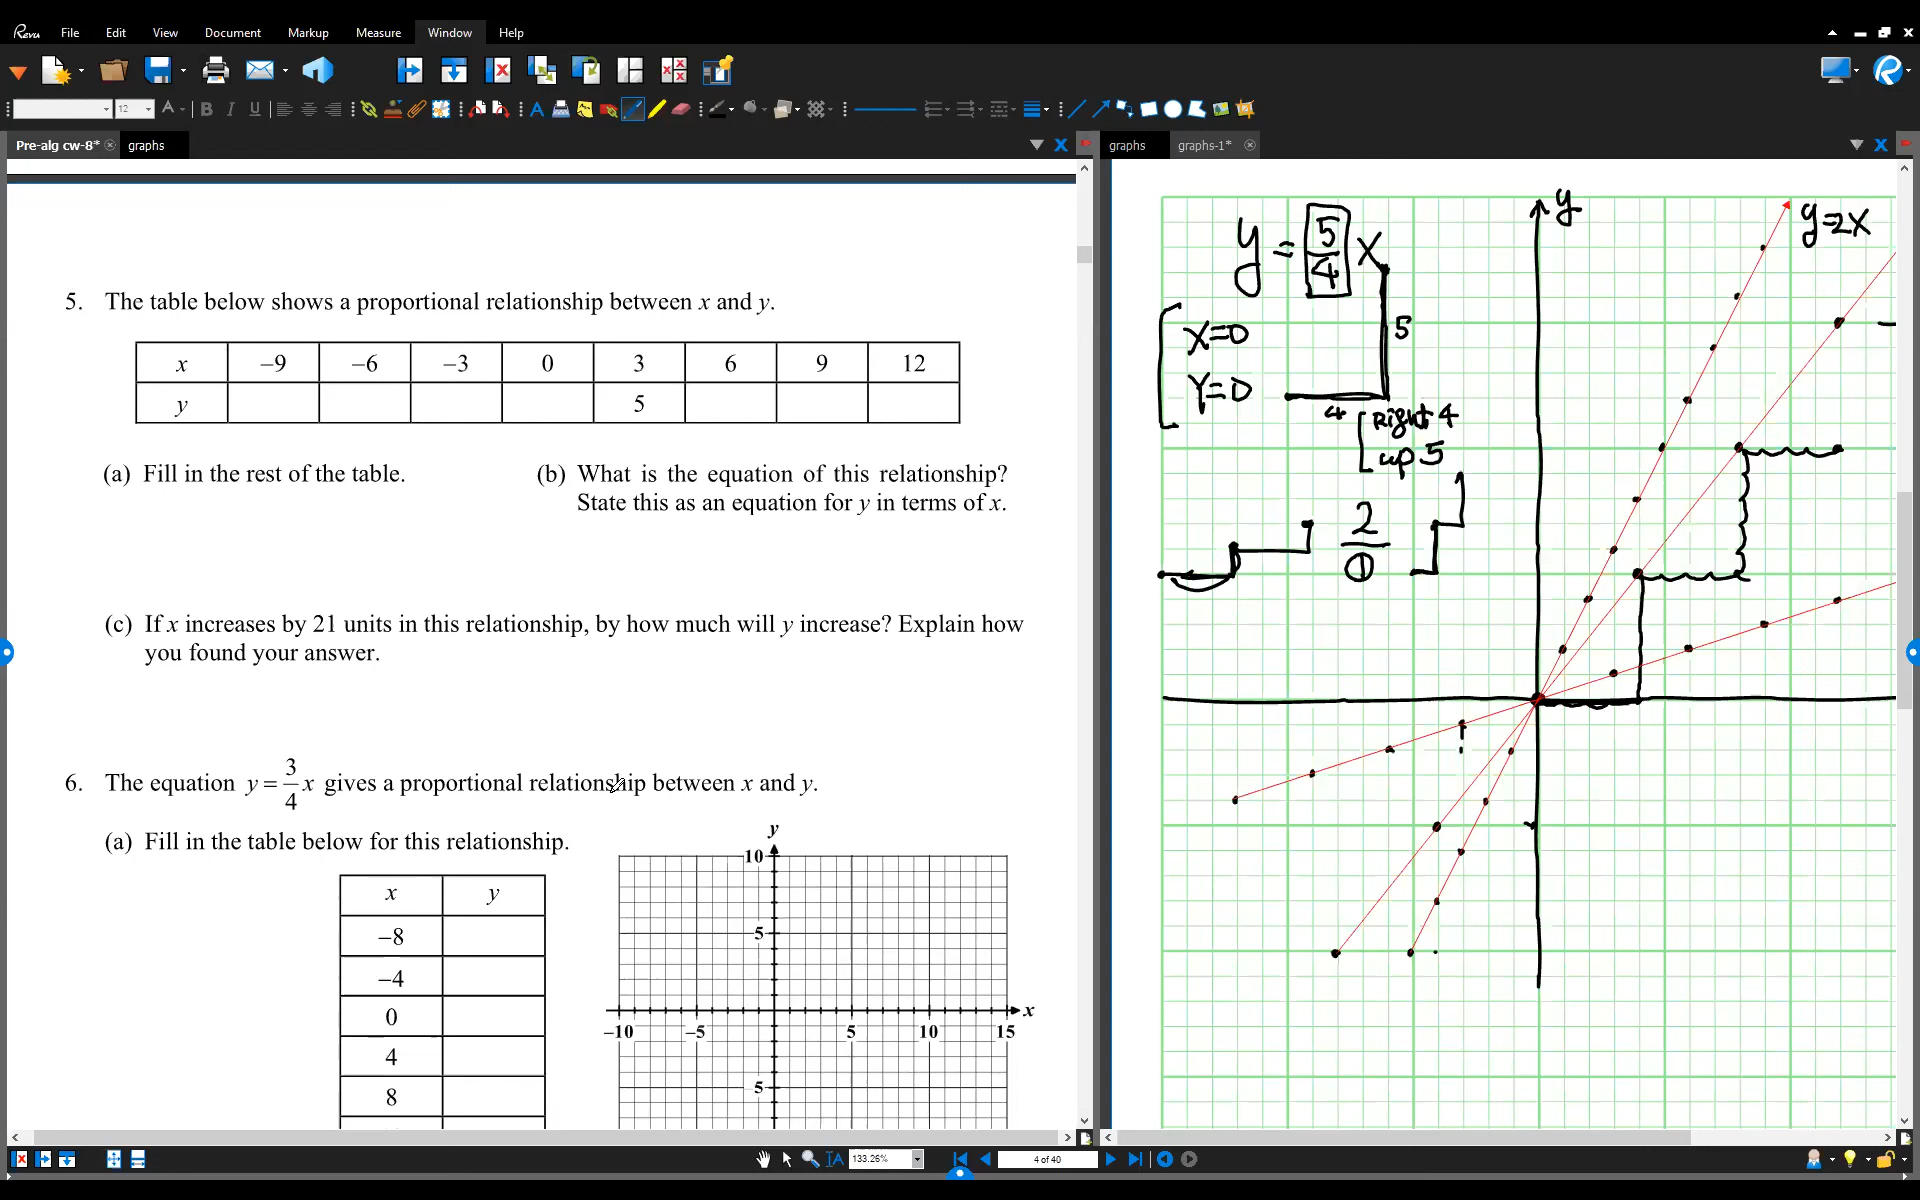 Revu File Edit View Document Markup Measure Window Help
12
Pre-alg cw-8* graphs
graphs graphs-1*
5. The table below shows a proportional relationship between x and y.
x –9 –6 –3 0 3 6 9 12
y 5
(a) Fill in the rest of the table.
(b) What is the equation of this relationship?
State this as an equation for y in terms of x.
(c) If x increases by 21 units in this relationship, by how much will y increase? Explain how
you found your answer.
6. The equation y = 3/4 x gives a proportional relationship between x and y.
(a) Fill in the table below for this relationship.
x y
–8
–4
0
4
8
y
10
5
–10 –5 5 10 15 x
5
y = 5/4 x
X=0
Y=0
5
4
Right 4
up 5
2/1
y
y=2x
133.26%
4 of 40